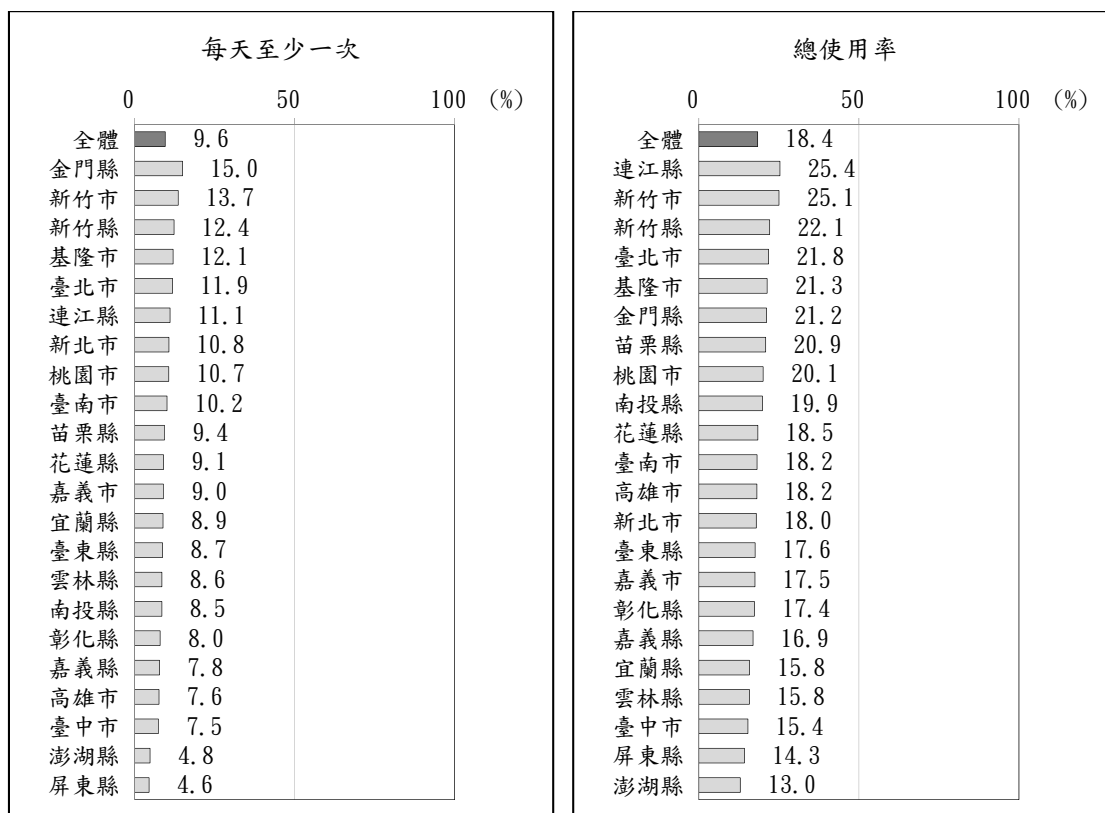 每天至少一次
0 50 100 (%)
全體 9.6
金門縣 15.0
新竹市 13.7
新竹縣 12.4
基隆市 12.1
臺北市 11.9
連江縣 11.1
新北市 10.8
桃園市 10.7
臺南市 10.2
苗栗縣 9.4
花蓮縣 9.1
嘉義市 9.0
宜蘭縣 8.9
臺東縣 8.7
雲林縣 8.6
南投縣 8.5
彰化縣 8.0
嘉義縣 7.8
高雄市 7.6
臺中市 7.5
澎湖縣 4.8
屏東縣 4.6
總使用率
0 50 100 (%)
全體 18.4
連江縣 25.4
新竹市 25.1
新竹縣 22.1
臺北市 21.8
基隆市 21.3
金門縣 21.2
苗栗縣 20.9
桃園市 20.1
南投縣 19.9
花蓮縣 18.5
臺南市 18.2
高雄市 18.2
新北市 18.0
臺東縣 17.6
嘉義市 17.5
彰化縣 17.4
嘉義縣 16.9
宜蘭縣 15.8
雲林縣 15.8
臺中市 15.4
屏東縣 14.3
澎湖縣 13.0